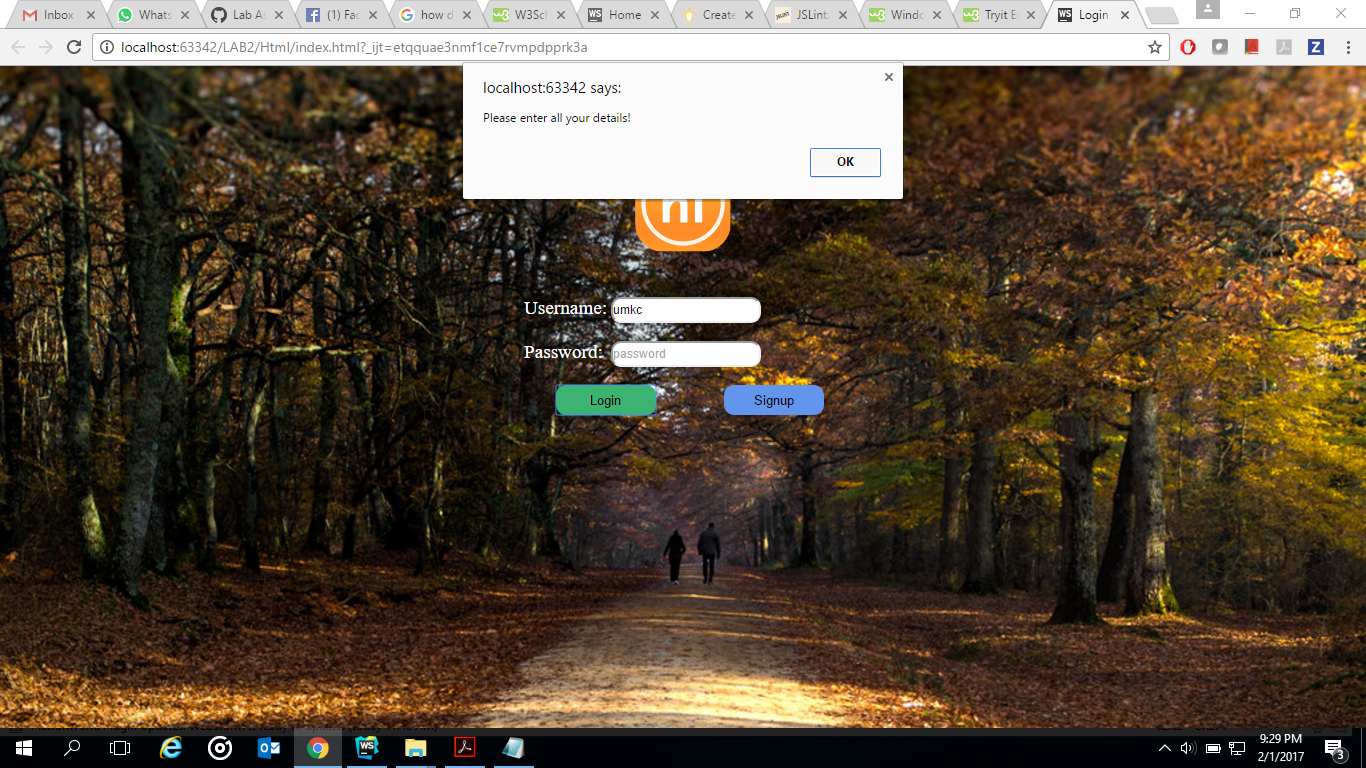 Inbox
Whats
Lab As
(1) Fac
how d
W3Sch
Home
Create
JSLint
Windo
Tryit E
Login
localhost:63342/LAB2/Html/index.html?_ijt=etqquae3nmf1ce7rvmpdpprk3a
localhost:63342 says:
Please enter all your details!
OK
Username: umkc
Password: password
Login Signup
9:29 PM
2/1/2017
3